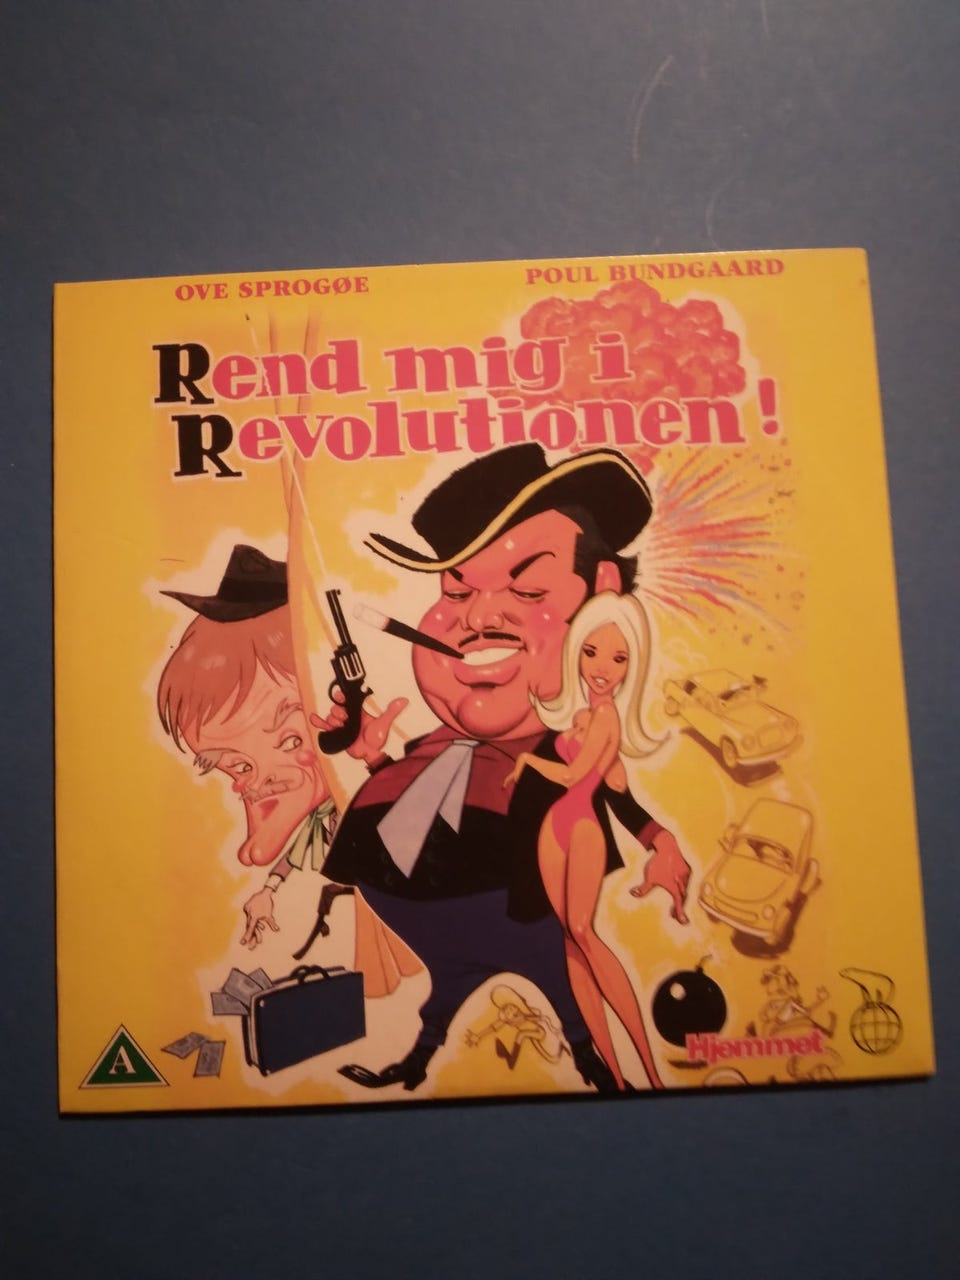 OVE SPROGØE
POUL BUNDGAARD
Rend mig i
Revolutionen!
A
Hjemmet